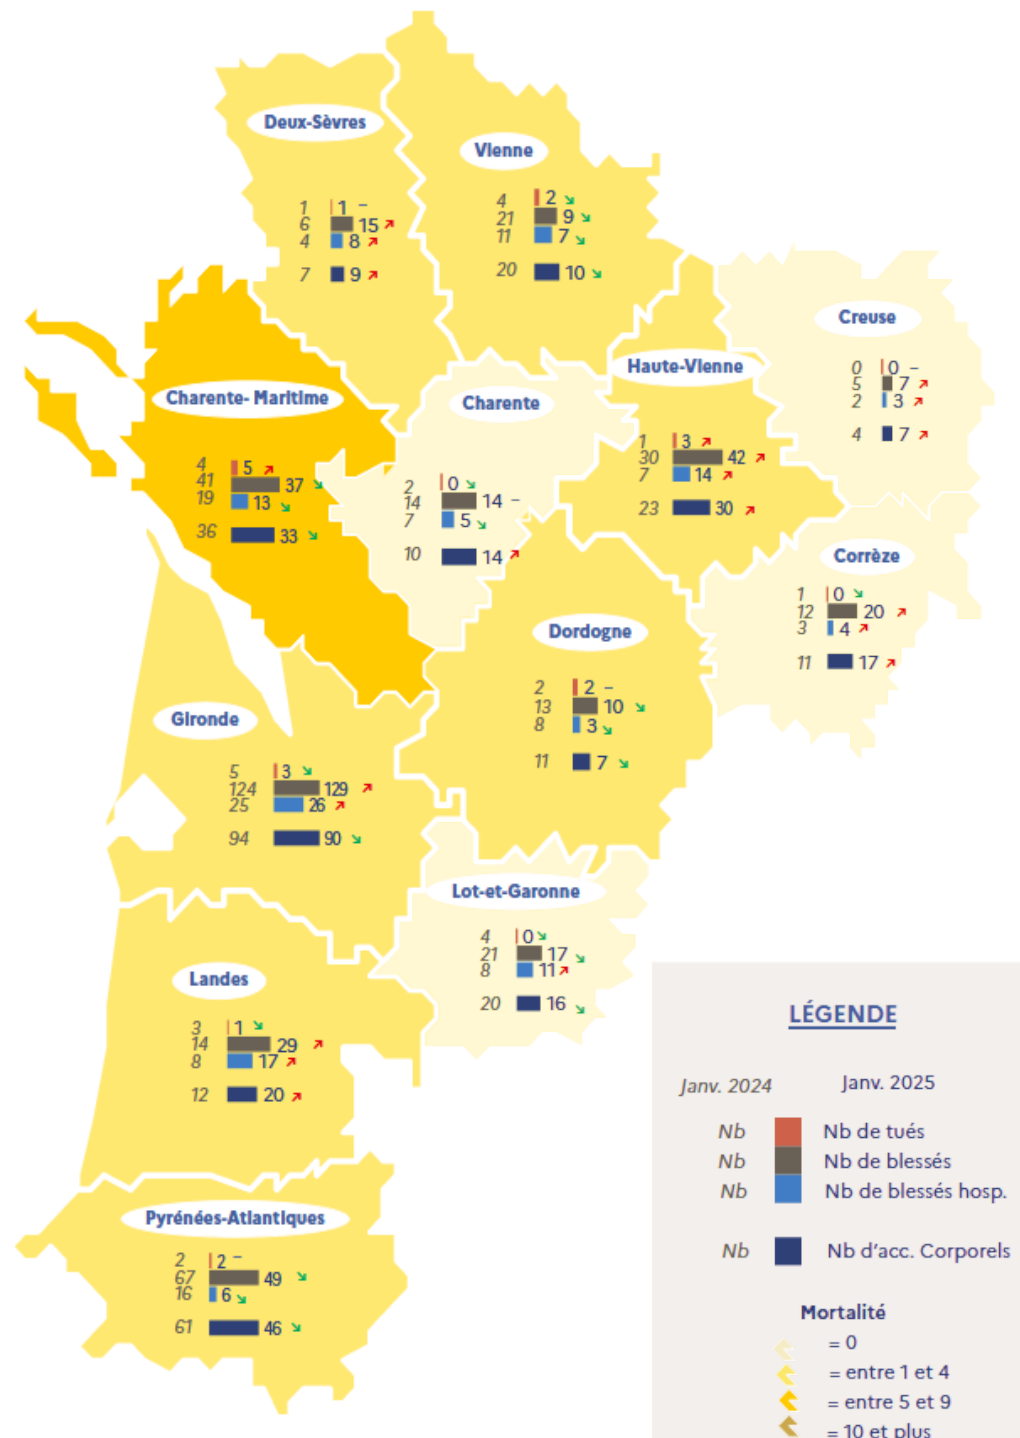 Deux-Sèvres
1 1 –
6 15
4 8
7 9
Vienne
4 2
21 9
11 7
20 10
Creuse
0 0 –
5 7
2 3
4 7
Haute-Vienne
1 3
30 42
7 14
23 30
Charente- Maritime
4 5
41 37
19 13
36 33
Charente
2 0
14 14 –
7 5
10 14
Corrèze
1 0
12 20
3 4
11 17
Dordogne
2 2 –
13 10
8 3
11 7
Gironde
5 3
124 129
25 26
94 90
Lot-et-Garonne
4 0
21 17
8 11
20 16
Landes
3 1
14 29
8 17
12 20
Pyrénées-Atlantiques
2 2 –
67 49
16 6
61 46
LÉGENDE
Janv. 2024 Janv. 2025
Nb Nb de tués
Nb Nb de blessés
Nb Nb de blessés hosp.
Nb Nb d'acc. Corporels
Mortalité
= 0
= entre 1 et 4
= entre 5 et 9
= 10 et plus